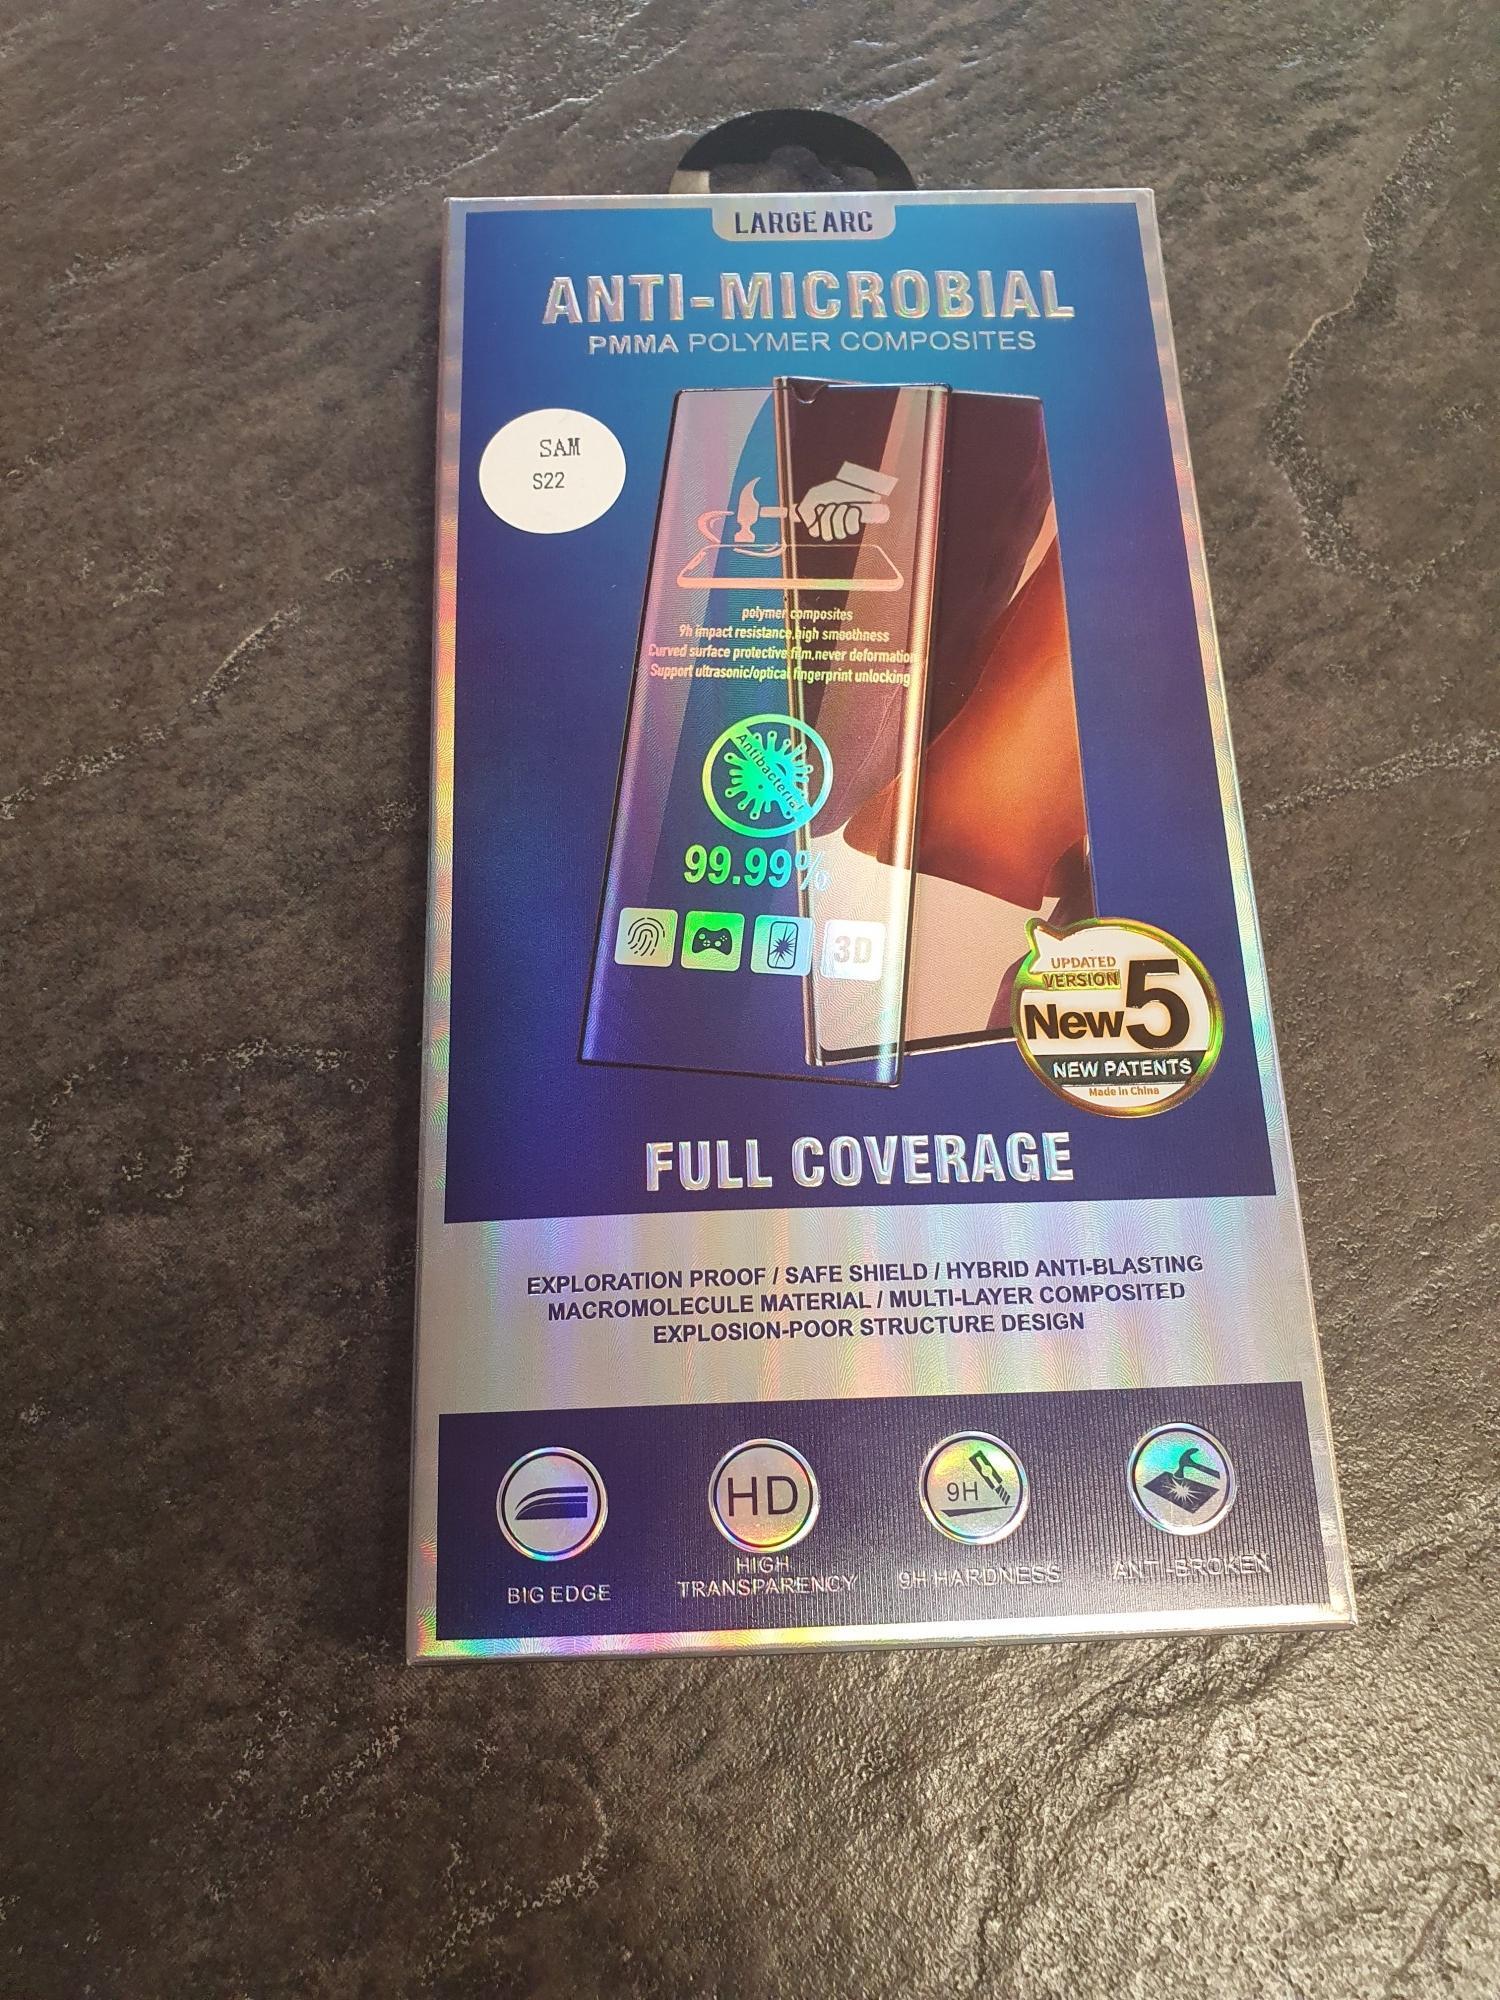 LARGE ARC
ANTI-MICROBIAL
PMMA POLYMER COMPOSITES
SAM
S22
polymer composites
9h impact resistance,high smoothness
Curved surface protective film,never deformation
Support ultrasonic/optical fingerprint unlocking
Antibacterial
99.99%
3D
UPDATED
VERSION
New 5
NEW PATENTS
Made in China
FULL COVERAGE
EXPLORATION PROOF / SAFE SHIELD / HYBRID ANTI-BLASTING
MACROMOLECULE MATERIAL / MULTI-LAYER COMPOSITED
EXPLOSION-POOR STRUCTURE DESIGN
HD
9H
BIG EDGE
HIGH
TRANSPARENCY
9H HARDNESS
ANTI-BROKEN